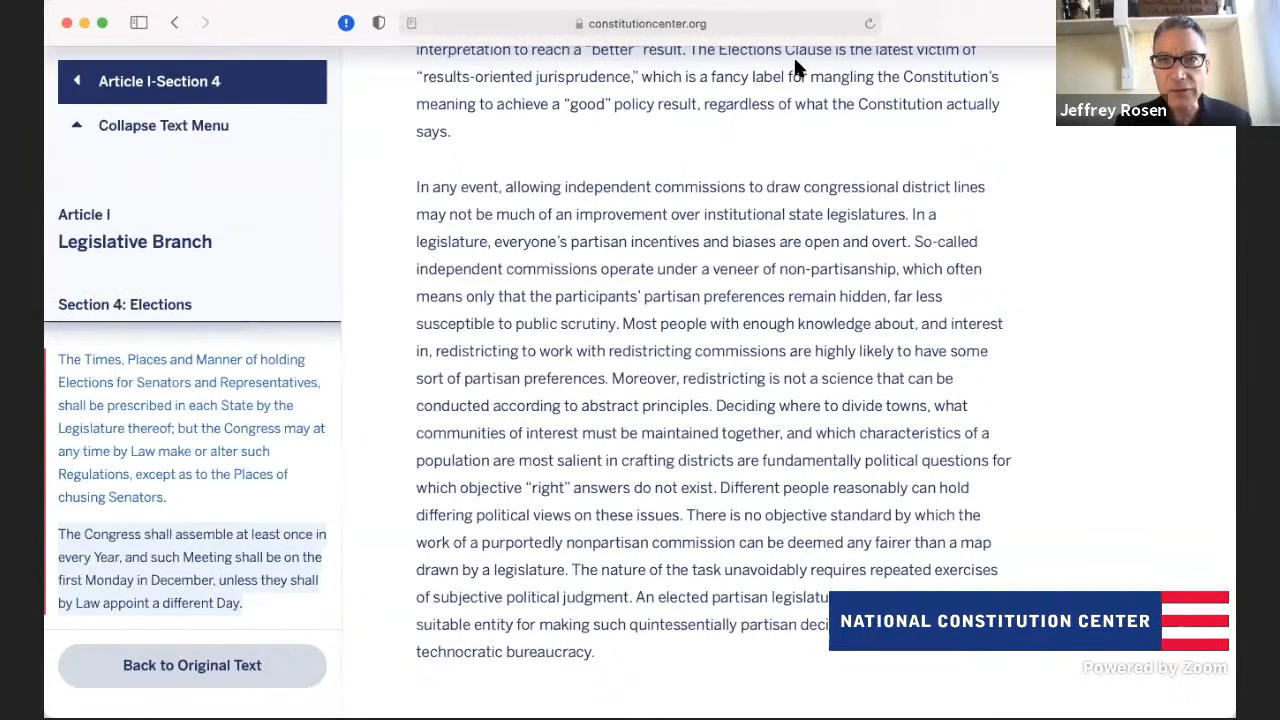 constitutioncenter.org
Article I-Section 4
Collapse Text Menu
Article I
Legislative Branch
Section 4: Elections
The Times, Places and Manner of holding
Elections for Senators and Representatives,
shall be prescribed in each State by the
Legislature thereof; but the Congress may at
any time by Law make or alter such
Regulations, except as to the Places of
chusing Senators.
The Congress shall assemble at least once in
every Year, and such Meeting shall be on the
first Monday in December, unless they shall
by Law appoint a different Day.
Back to Original Text
interpretation to reach a “better” result. The Elections Clause is the latest victim of
“results-oriented jurisprudence,” which is a fancy label for mangling the Constitution’s
meaning to achieve a “good” policy result, regardless of what the Constitution actually
says.
In any event, allowing independent commissions to draw congressional district lines
may not be much of an improvement over institutional state legislatures. In a
legislature, everyone’s partisan incentives and biases are open and overt. So-called
independent commissions operate under a veneer of non-partisanship, which often
means only that the participants’ partisan preferences remain hidden, far less
susceptible to public scrutiny. Most people with enough knowledge about, and interest
in, redistricting to work with redistricting commissions are highly likely to have some
sort of partisan preferences. Moreover, redistricting is not a science that can be
conducted according to abstract principles. Deciding where to divide towns, what
communities of interest must be maintained together, and which characteristics of a
population are most salient in crafting districts are fundamentally political questions for
which objective “right” answers do not exist. Different people reasonably can hold
differing political views on these issues. There is no objective standard by which the
work of a purportedly nonpartisan commission can be deemed any fairer than a map
drawn by a legislature. The nature of the task unavoidably requires repeated exercises
of subjective political judgment. An elected partisan
suitable entity for making such quintessentially partisan
technocratic bureaucracy.
Jeffrey Rosen
NATIONAL CONSTITUTION CENTER
Powered by Zoom